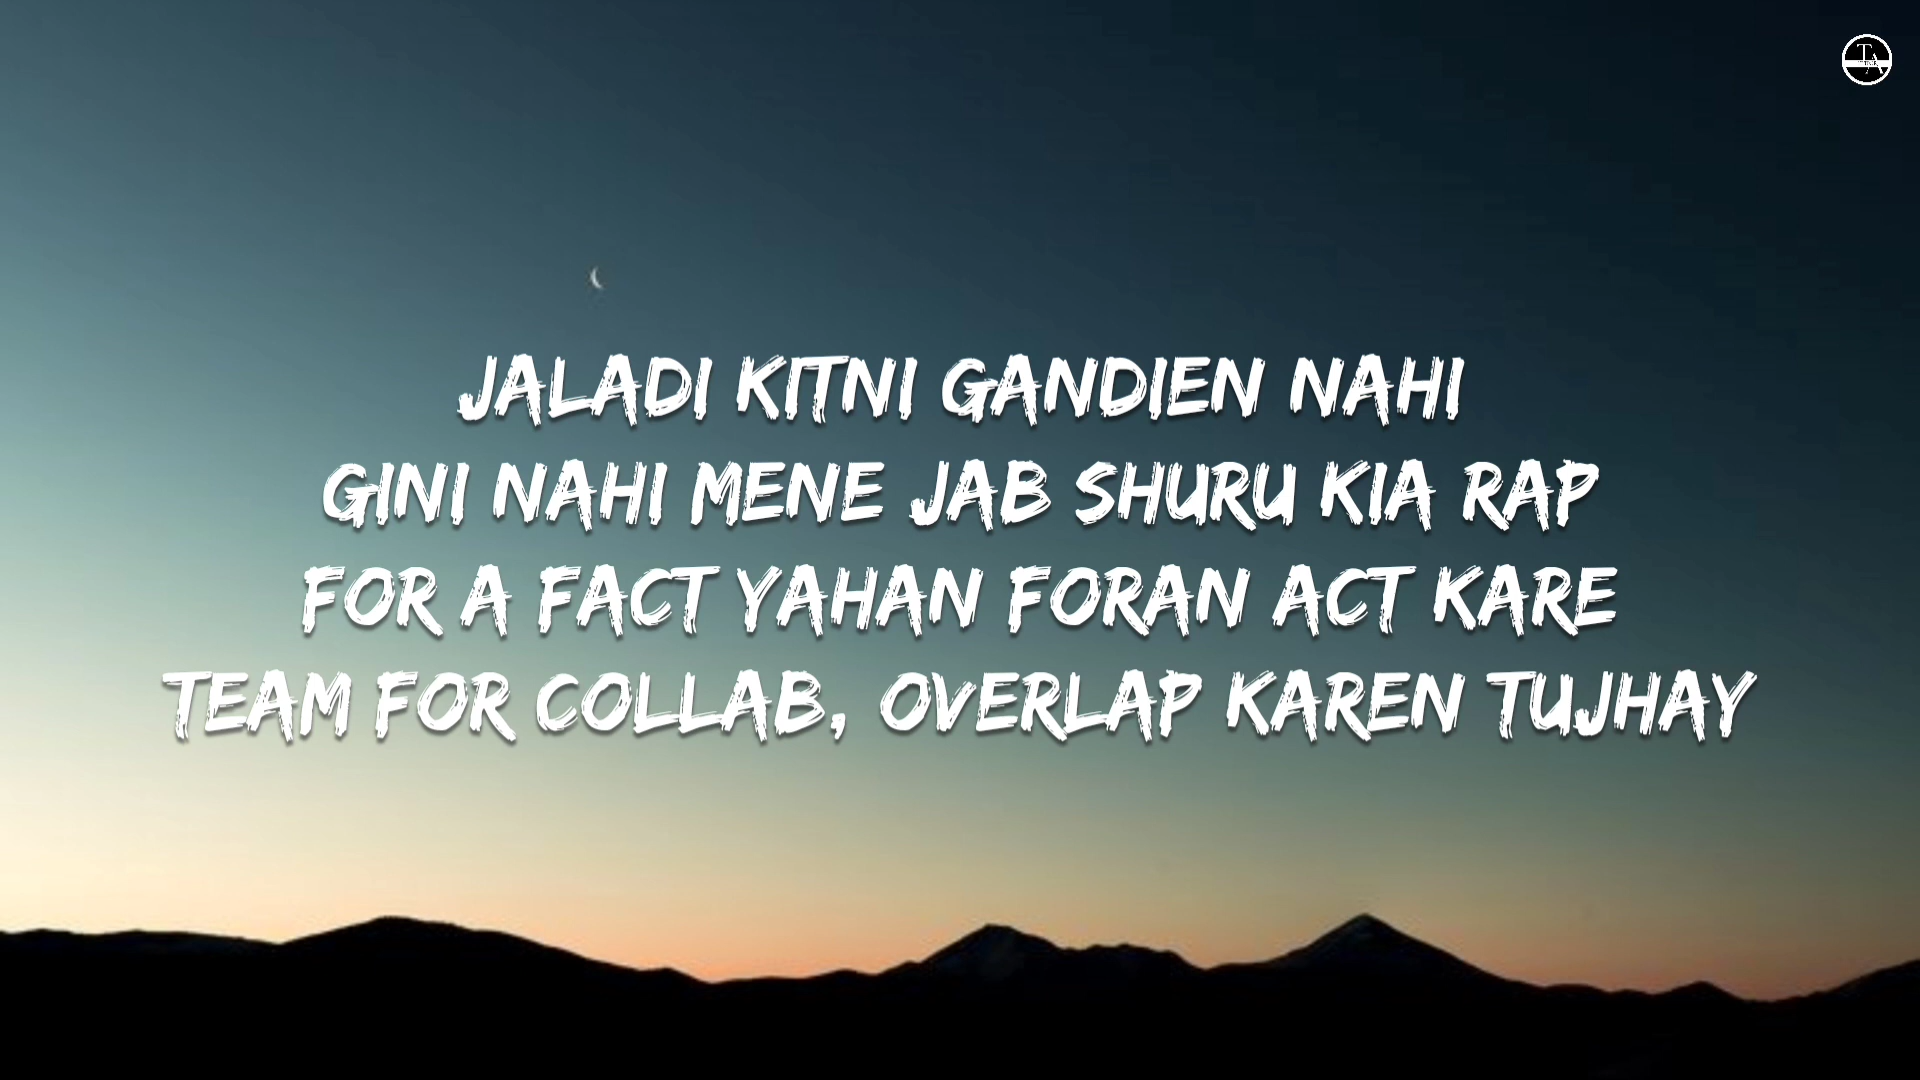 JALADI KITNI GANDIEN NAHI
GINI NAHI MENE JAB SHURU KIA RAP
FOR A FACT YAHAN FORAN ACT KARE
TEAM FOR COLLAB, OVERLAP KAREN TUJHAY
TA